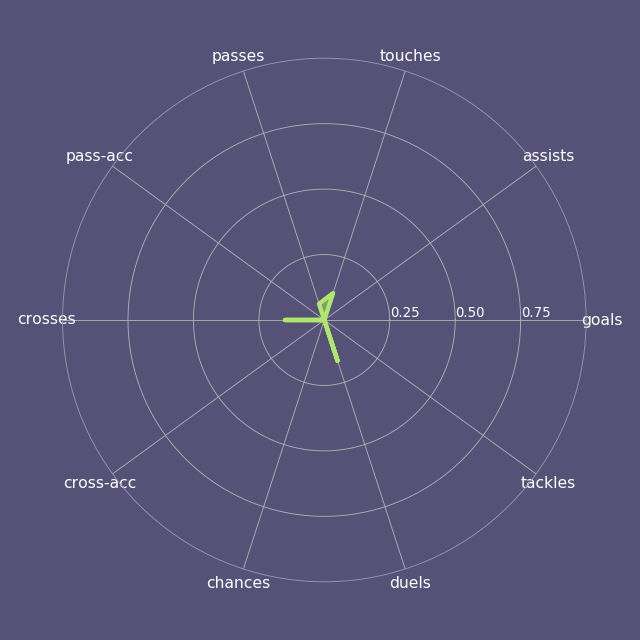 passes
touches
pass-acc
assists
crosses
0.25
0.50
0.75
goals
cross-acc
tackles
chances
duels